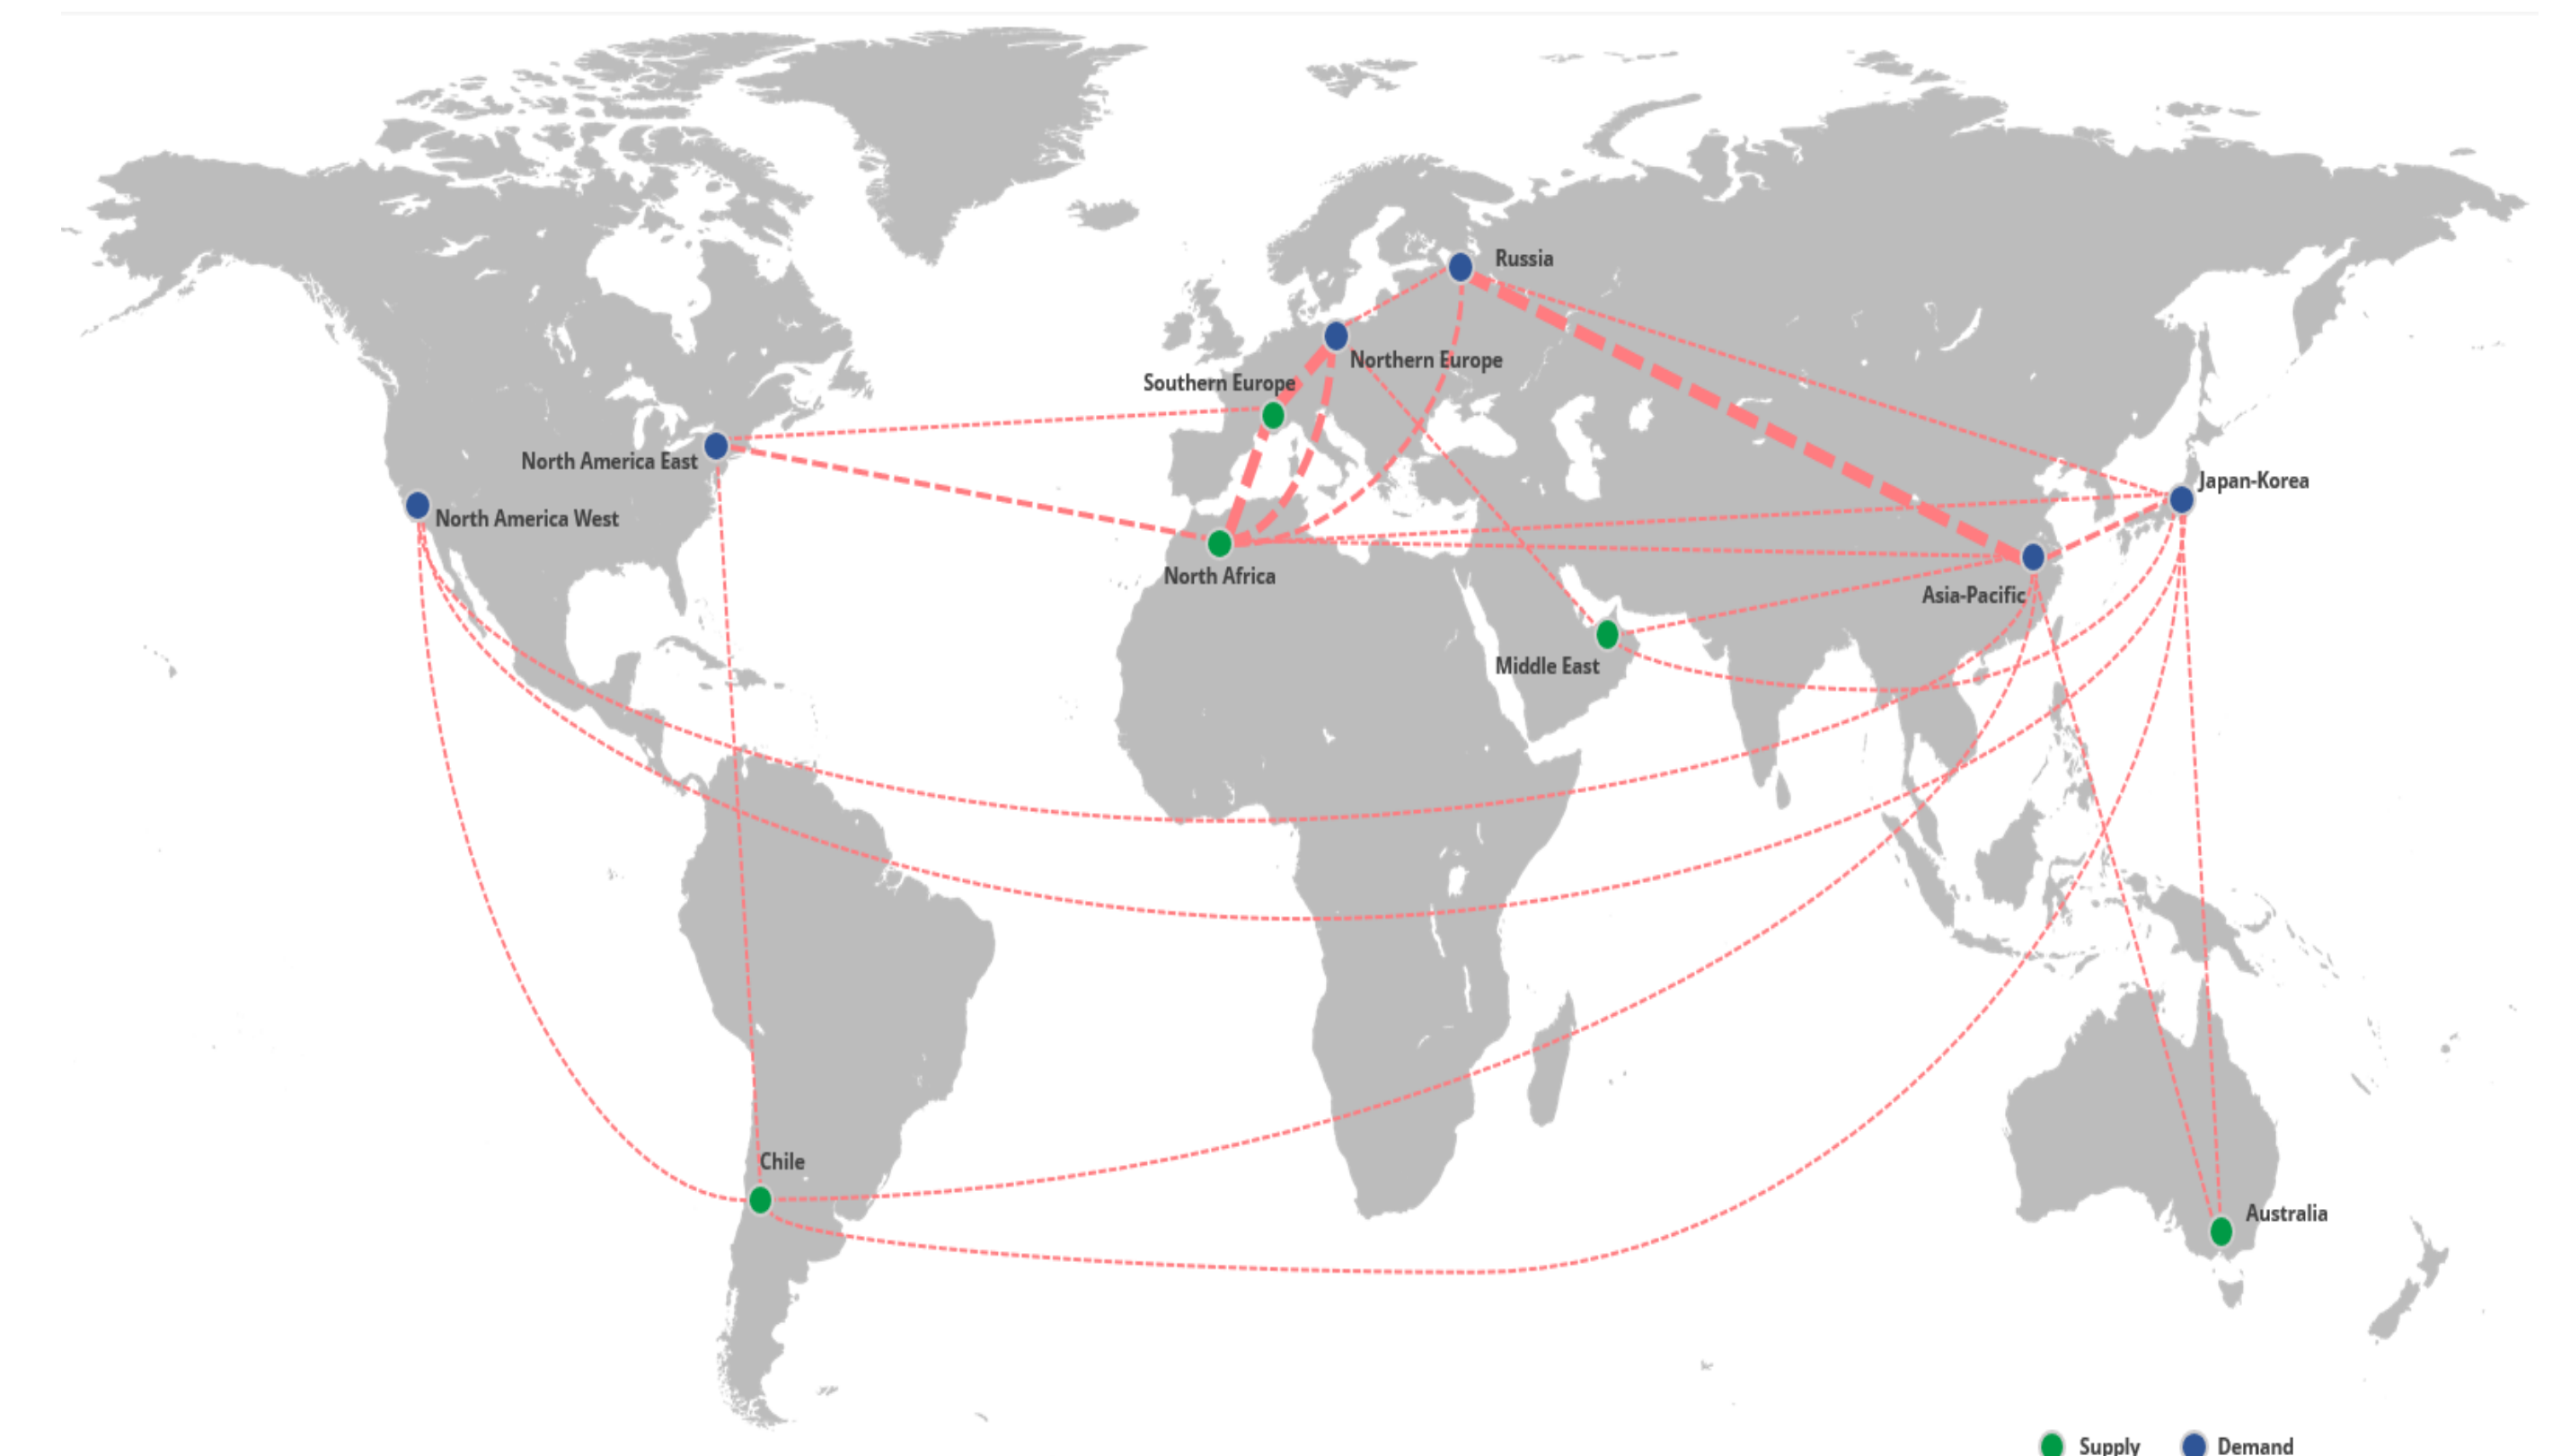 Russia
Northern Europe
Southern Europe
North America East
Japan-Korea
North America West
North Africa
Asia-Pacific
Middle East
Chile
Australia
Supply
Demand